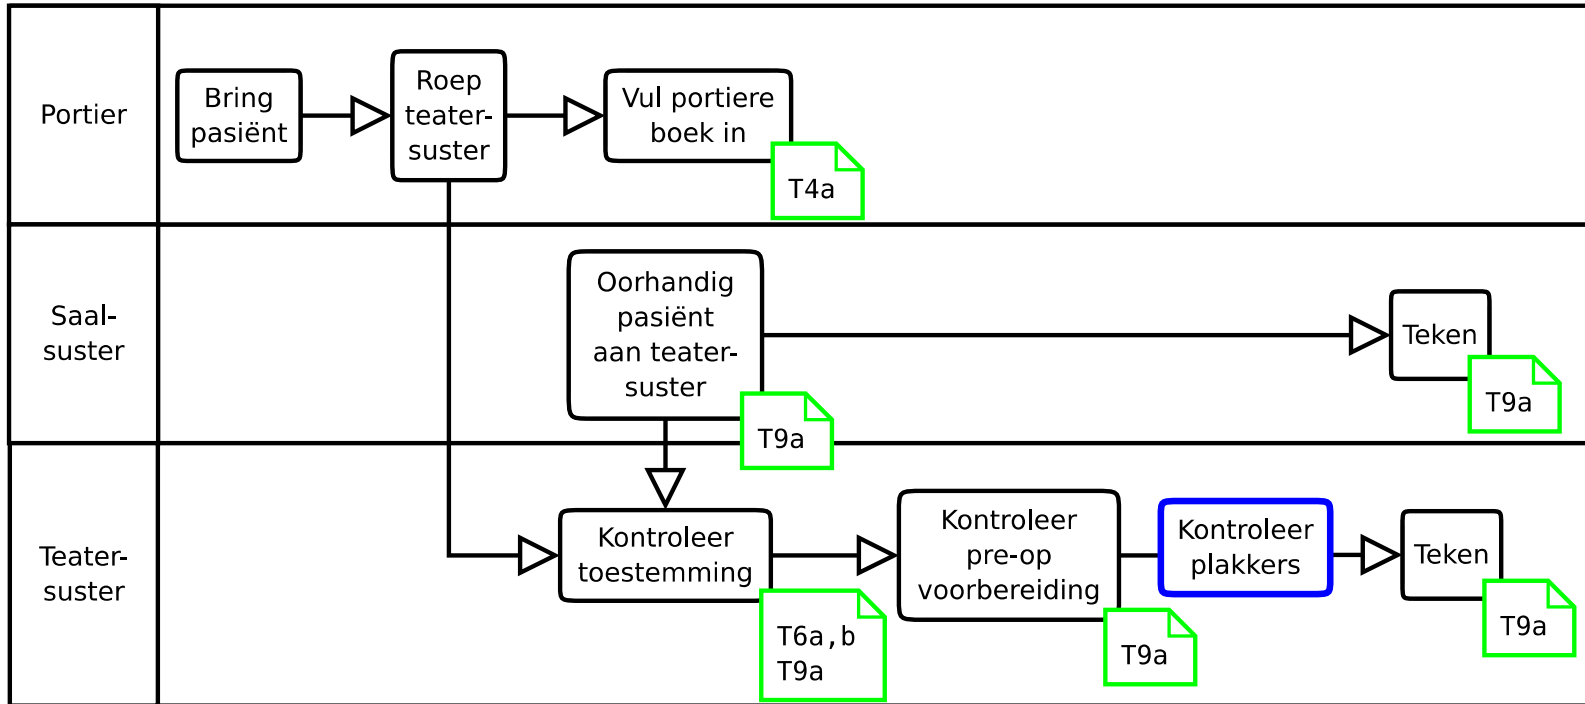 Portier
Bring
pasiënt
Roep
teater-
suster
Vul portiere
boek in
T4a
Saal-
suster
Oorhandig
pasiënt
aan teater-
suster
T9a
Teken
T9a
Teater-
suster
Kontroleer
toestemming
T6a,b
T9a
Kontroleer
pre-op
voorbereiding
T9a
Kontroleer
plakkers
Teken
T9a